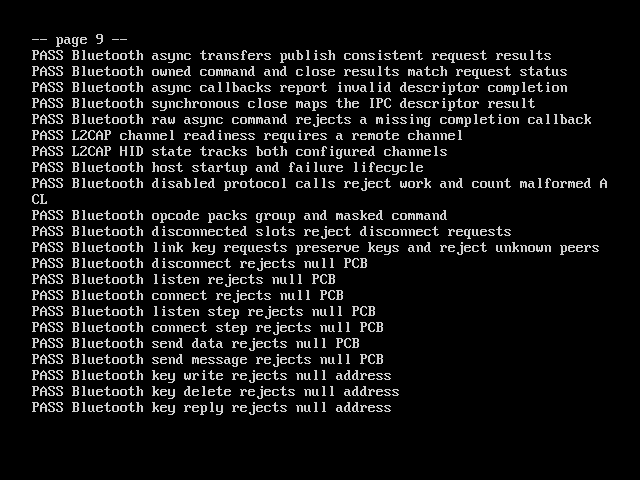 -- page 9 --
PASS Bluetooth async transfers publish consistent request results
PASS Bluetooth owned command and close results match request status
PASS Bluetooth async callbacks report invalid descriptor completion
PASS Bluetooth synchronous close maps the IPC descriptor result
PASS Bluetooth raw async command rejects a missing completion callback
PASS L2CAP channel readiness requires a remote channel
PASS L2CAP HID state tracks both configured channels
PASS Bluetooth host startup and failure lifecycle
PASS Bluetooth disabled protocol calls reject work and count malformed A
CL
PASS Bluetooth opcode packs group and masked command
PASS Bluetooth disconnected slots reject disconnect requests
PASS Bluetooth link key requests preserve keys and reject unknown peers
PASS Bluetooth disconnect rejects null PCB
PASS Bluetooth listen rejects null PCB
PASS Bluetooth connect rejects null PCB
PASS Bluetooth listen step rejects null PCB
PASS Bluetooth connect step rejects null PCB
PASS Bluetooth send data rejects null PCB
PASS Bluetooth send message rejects null PCB
PASS Bluetooth key write rejects null address
PASS Bluetooth key delete rejects null address
PASS Bluetooth key reply rejects null address